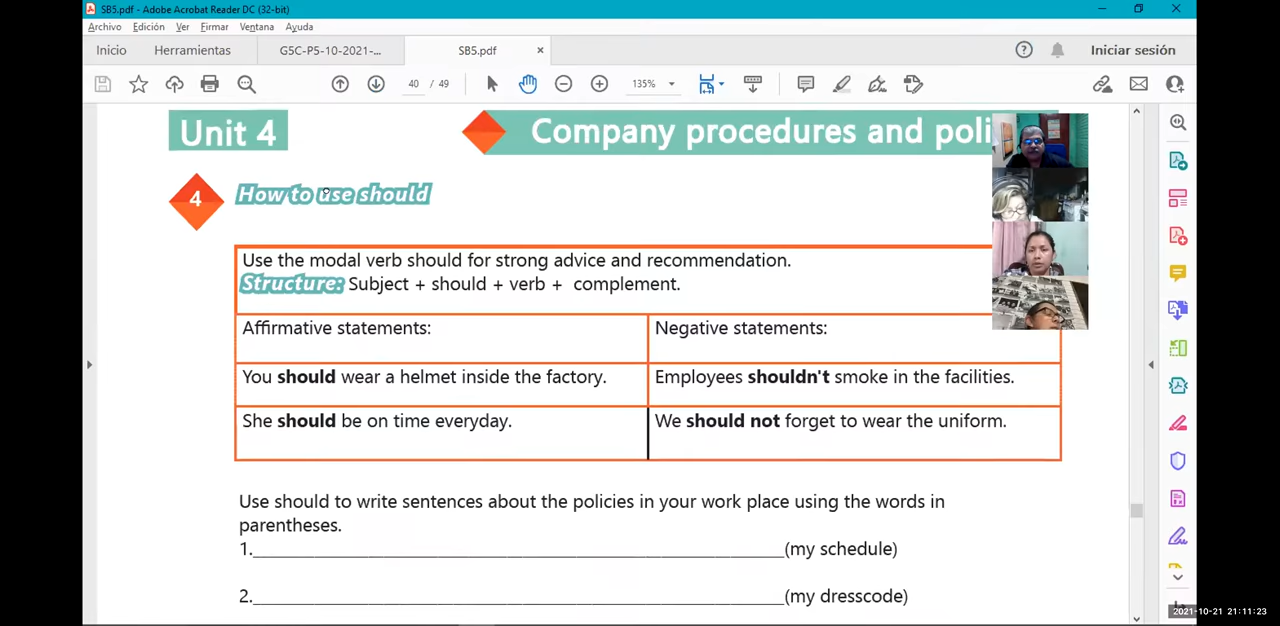 SB5.pdf - Adobe Acrobat Reader DC (32-bit)
Archivo Edición Ver Firmar Ventana Ayuda
Inicio Herramientas G5C-P5-10-2021-... SB5.pdf × Iniciar sesión
40 / 49 135%
Unit 4 Company procedures and poli
4 How to use should
Use the modal verb should for strong advice and recommendation.
Structure: Subject + should + verb + complement.
Affirmative statements: Negative statements:
You should wear a helmet inside the factory. Employees shouldn't smoke in the facilities.
She should be on time everyday. We should not forget to wear the uniform.
Use should to write sentences about the policies in your work place using the words in
parentheses.
1.______________________________(my schedule)
2.______________________________(my dresscode)
2021-10-21 21:11:23